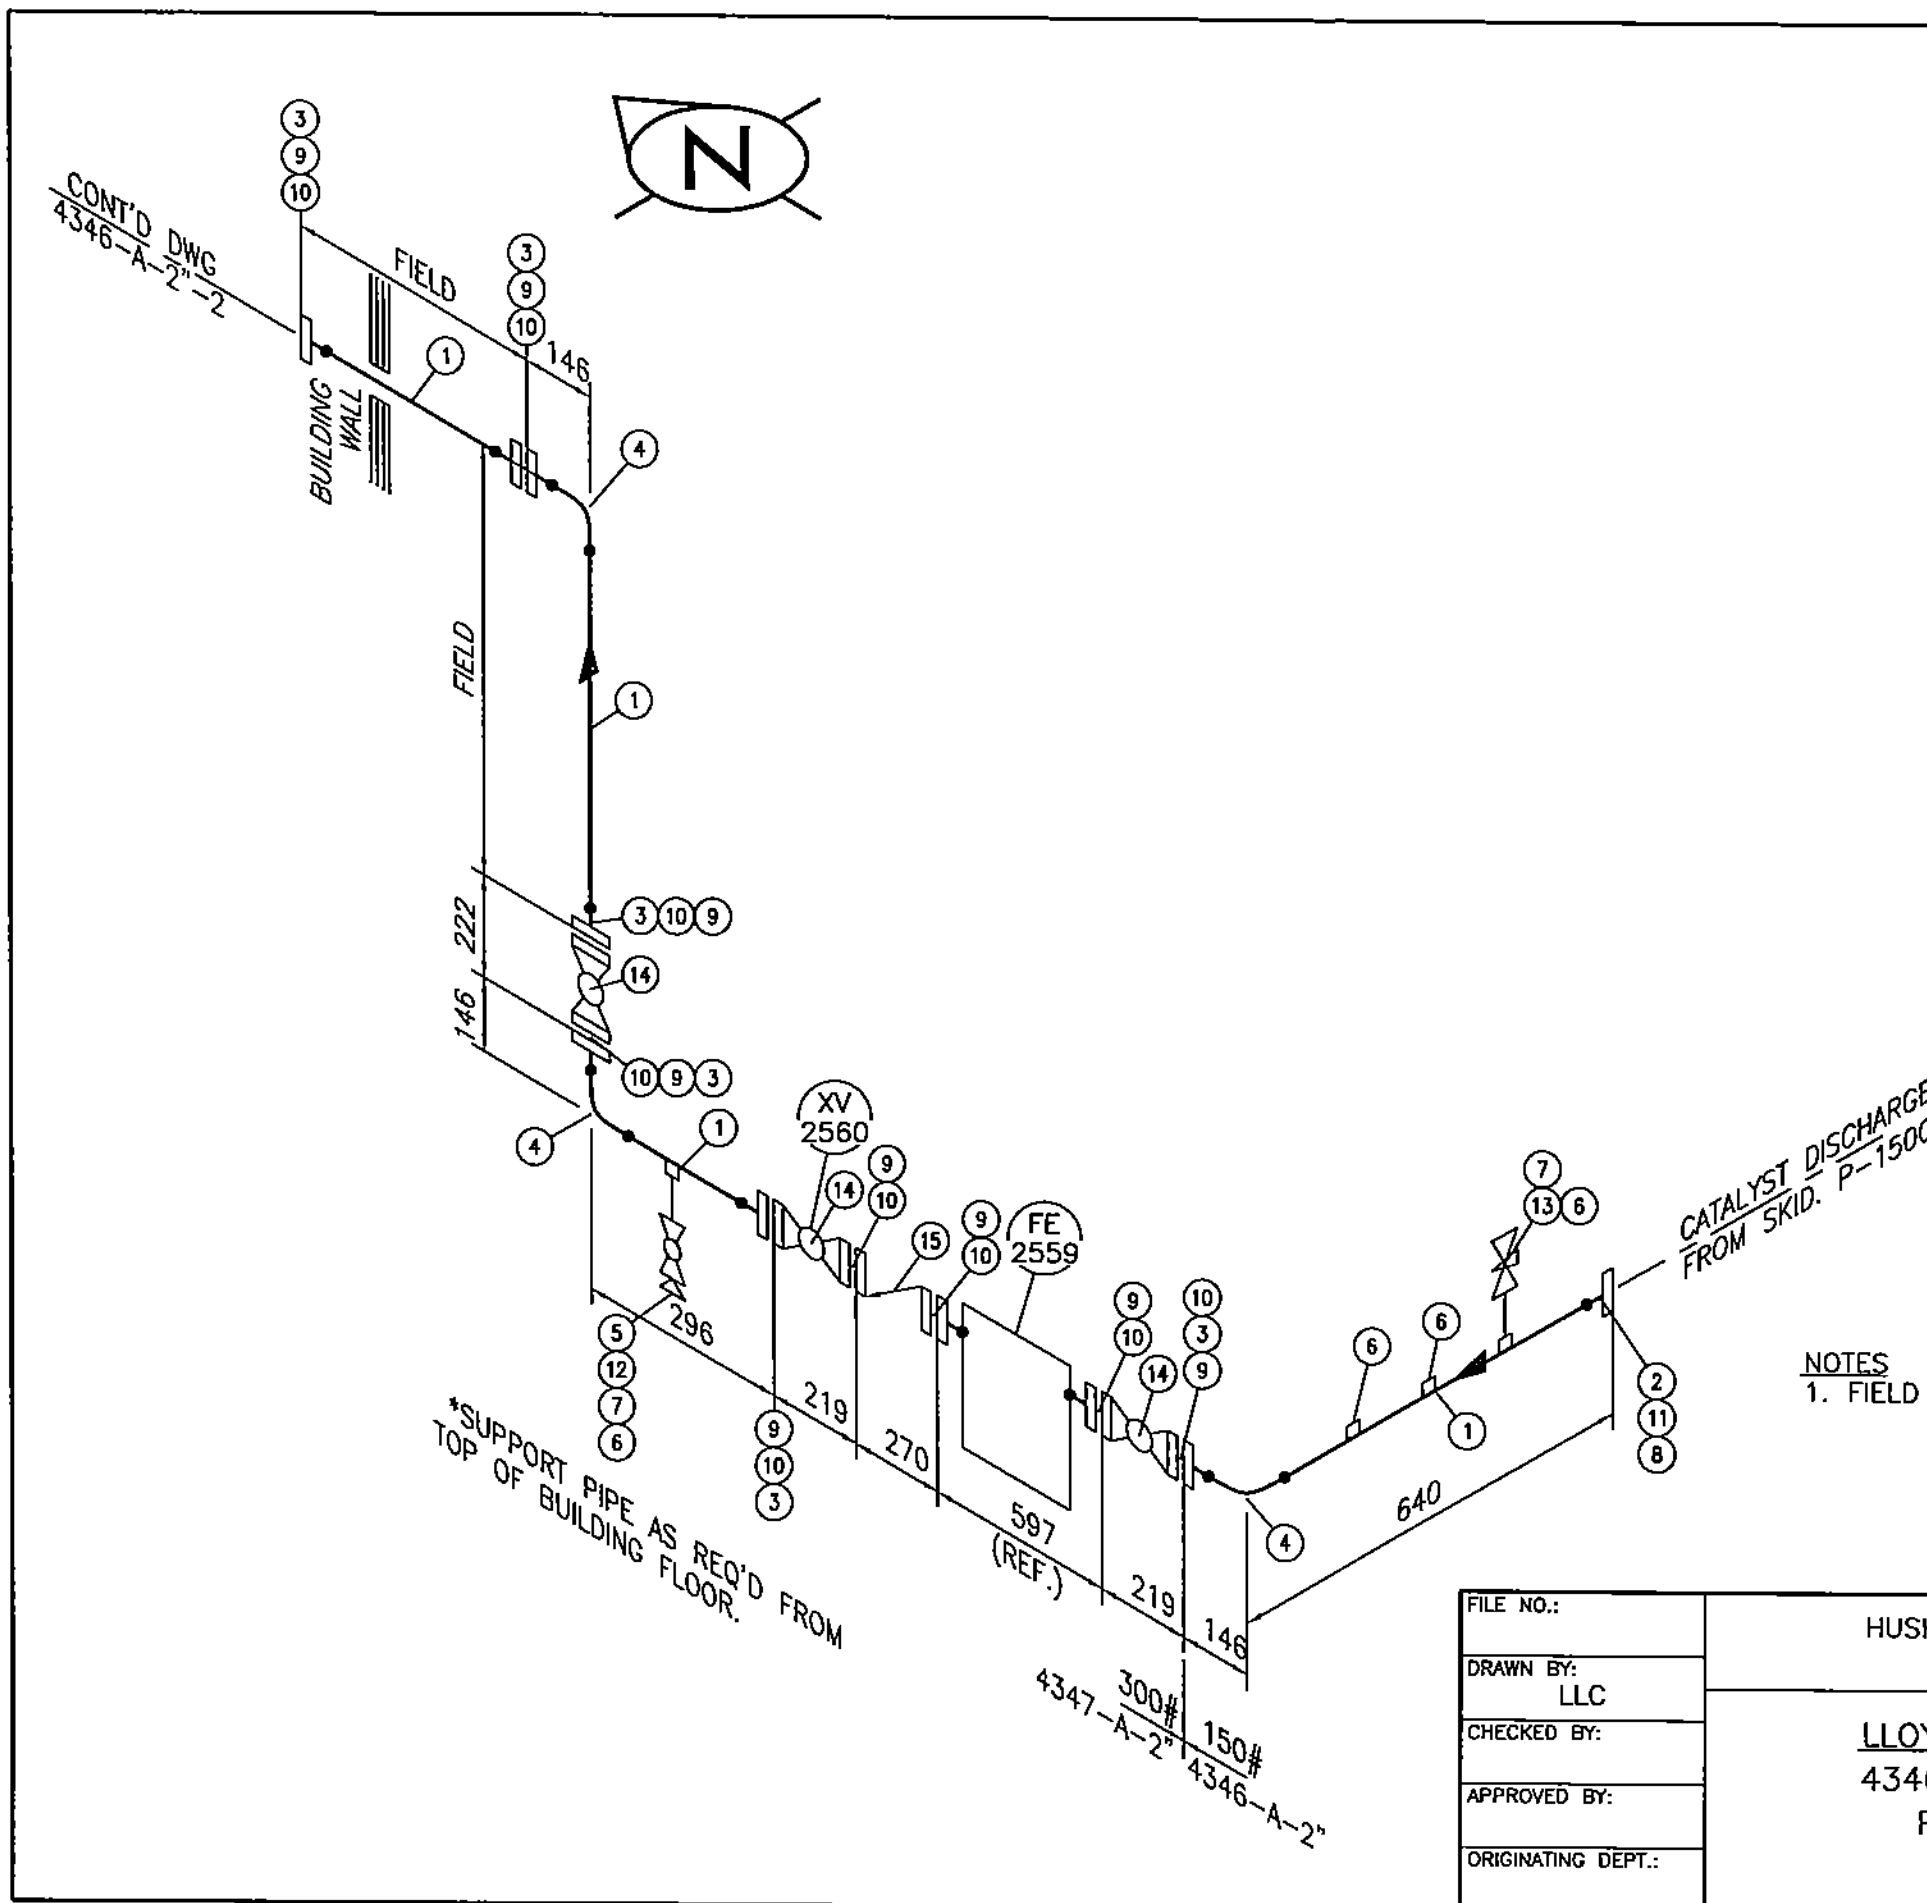 3
9
10
N
CONT'D DWG
4346-A-2"-2
FIELD
3
9
10
146
1
BUILDING
WALL
4
FIELD
1
222
3 10 9
14
146
10 9 3
4
1
XV
2560
14
9
10
15
9
10
FE
2559
9
10
10
3
9
14
6
6
7
13 6
CATALYST DISCHARGE
FROM SKID. P-1500
NOTES
1. FIELD
2
11
8
1
4
640
5
12
7
6
296
219
270
597
(REF.)
219
146
9
10
3
*SUPPORT PIPE AS REQ'D FROM
TOP OF BUILDING FLOOR.
300#
4347-A-2"
150#
4346-A-2"
FILE NO.:
DRAWN BY:
LLC
CHECKED BY:
APPROVED BY:
ORIGINATING DEPT.: